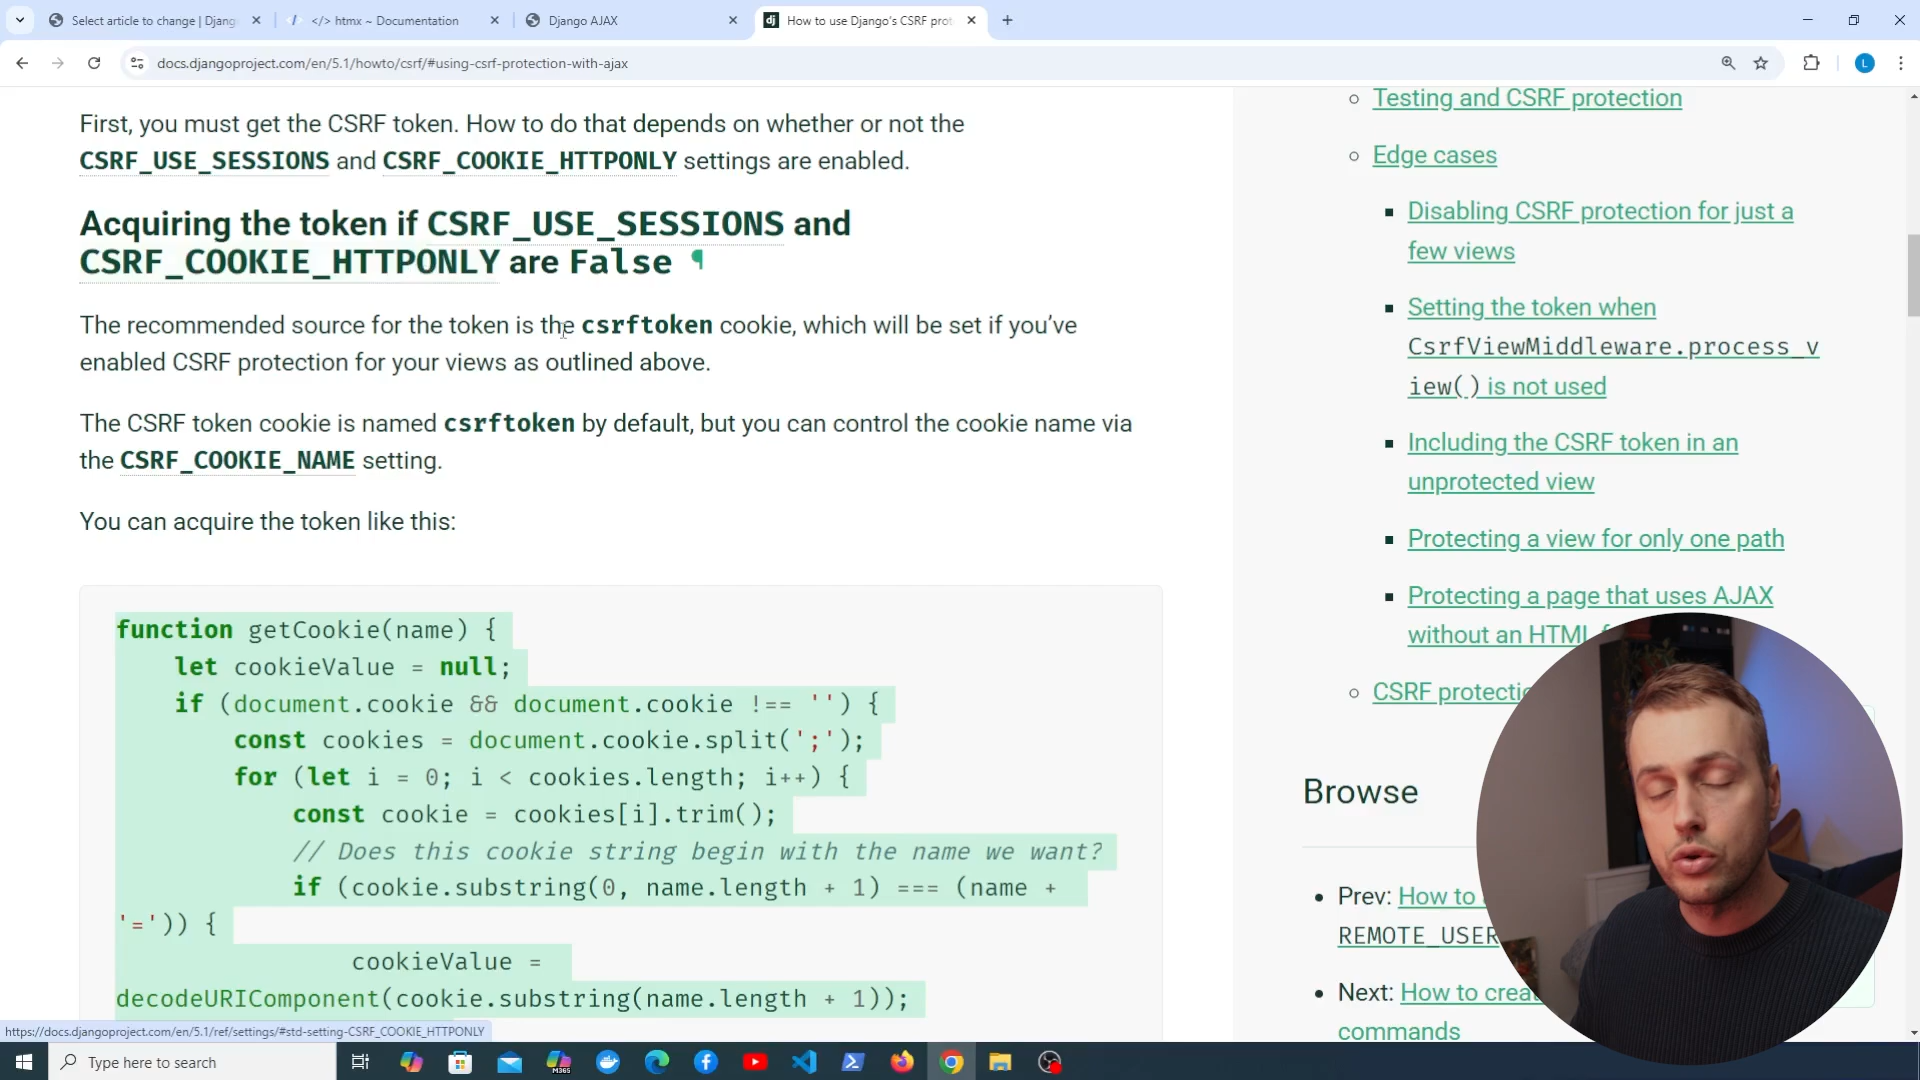 Select article to change | Djang
</> htmx ~ Documentation
Django AJAX
dj How to use Django's CSRF prot
docs.djangoproject.com/en/5.1/howto/csrf/#using-csrf-protection-with-ajax
L
First, you must get the CSRF token. How to do that depends on whether or not the
CSRF_USE_SESSIONS and CSRF_COOKIE_HTTPONLY settings are enabled.
Acquiring the token if CSRF_USE_SESSIONS and
CSRF_COOKIE_HTTPONLY are False ¶
The recommended source for the token is the csrftoken cookie, which will be set if you've
enabled CSRF protection for your views as outlined above.
The CSRF token cookie is named csrftoken by default, but you can control the cookie name via
the CSRF_COOKIE_NAME setting.
You can acquire the token like this:
function getCookie(name) {
let cookieValue = null;
if (document.cookie && document.cookie !== '') {
const cookies = document.cookie.split(';');
for (let i = 0; i < cookies.length; i++) {
const cookie = cookies[i].trim();
// Does this cookie string begin with the name we want?
if (cookie.substring(0, name.length + 1) === (name +
'=')) {
cookieValue =
decodeURIComponent(cookie.substring(name.length + 1));
https://docs.djangoproject.com/en/5.1/ref/settings/#std-setting-CSRF_COOKIE_HTTPONLY
Testing and CSRF protection
Edge cases
Disabling CSRF protection for just a
few views
Setting the token when
CsrfViewMiddleware.process_v
iew() is not used
Including the CSRF token in an
unprotected view
Protecting a view for only one path
Protecting a page that uses AJAX
without an HTML
CSRF protectio
Browse
Prev: How to
REMOTE_USER
Next: How to crea
commands
Type here to search
M365